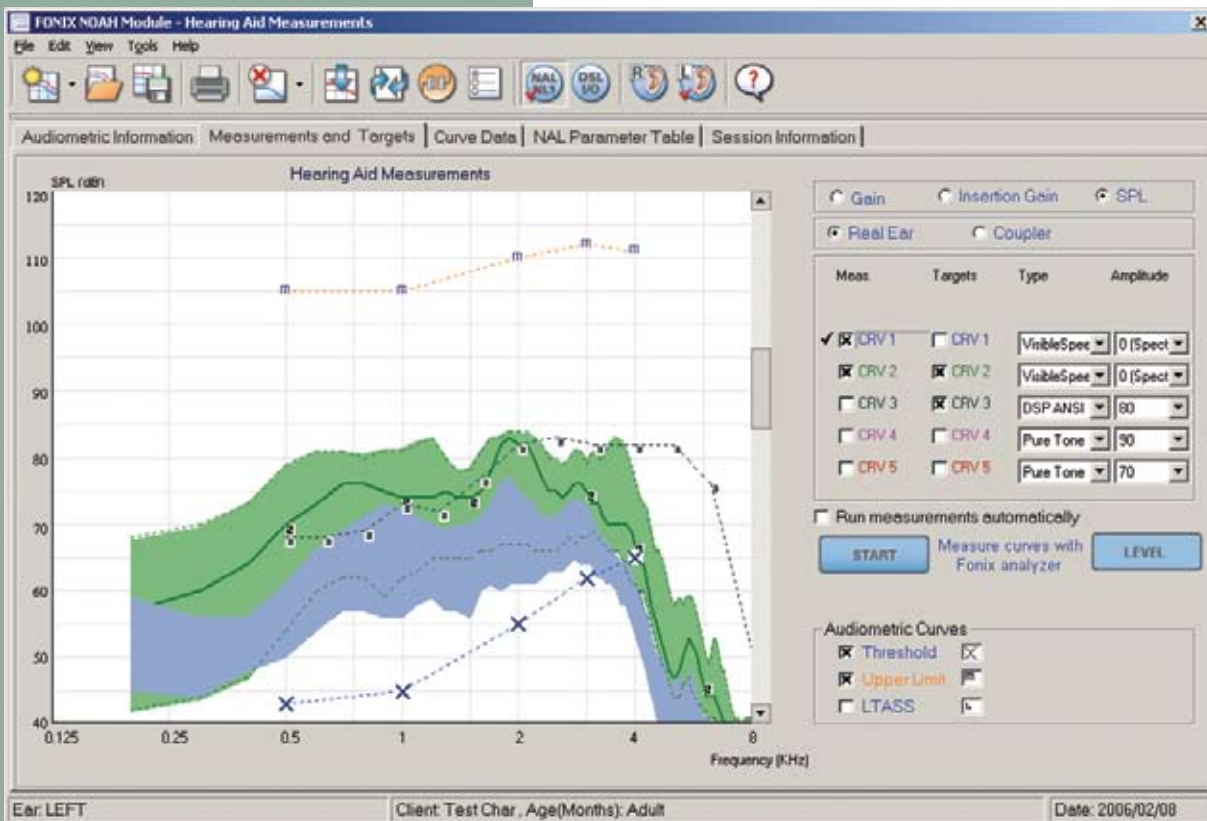 FONIX NOAH Module - Hearing Aid Measurements
File Edit View Tools Help
NAL NL1 DSL I/O R L ?
Audiometric Information Measurements and Targets Curve Data NAL Parameter Table Session Information
Hearing Aid Measurements
SPL (dB)
120
110
100
90
80
70
60
50
40
0.125 0.25 0.5 1 2 4 8
Frequency (KHz)
Gain Insertion Gain SPL
Real Ear Coupler
Meas. Targets Type Amplitude
CRV 1 CRV 1 VisibleSpee 0 (Spect
CRV 2 CRV 2 VisibleSpee 0 (Spect
CRV 3 CRV 3 DSP ANSI 80
CRV 4 CRV 4 Pure Tone 90
CRV 5 CRV 5 Pure Tone 70
Run measurements automatically
START Measure curves with Fonix analyzer LEVEL
Audiometric Curves
Threshold
Upper Limit
LTASS
Ear: LEFT Client: Test Char , Age(Months): Adult Date: 2006/02/08